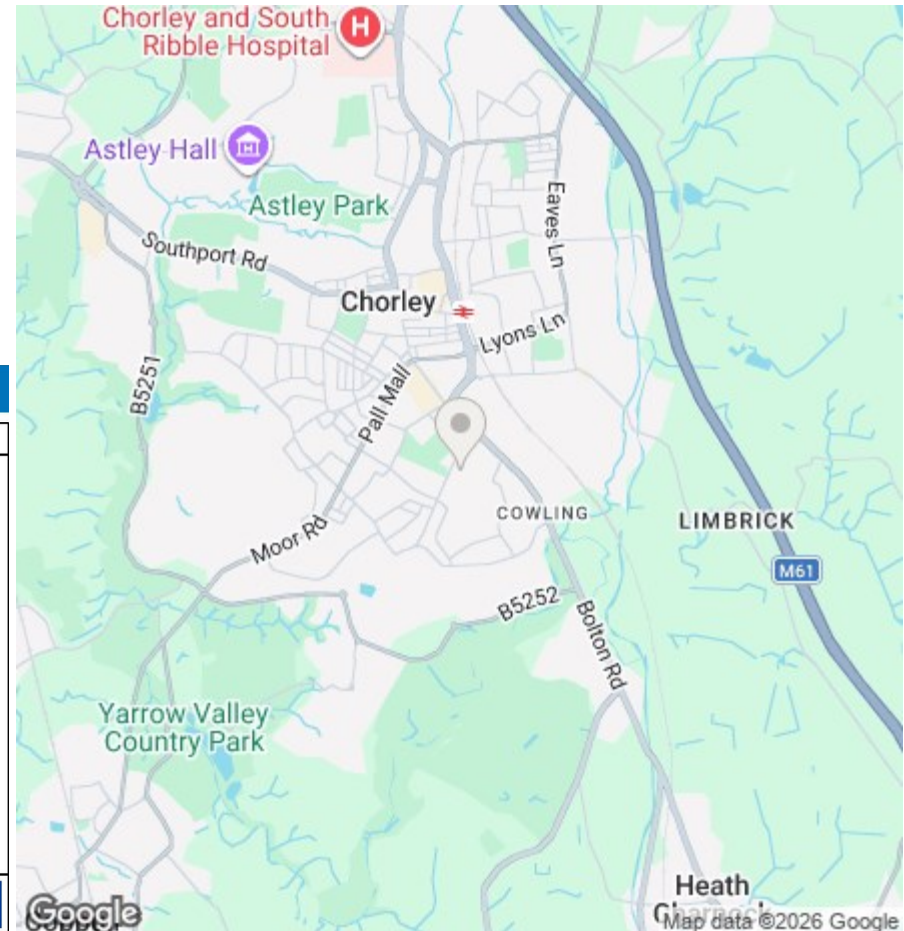 Chorley and South
Ribble Hospital
H
Astley Hall
Astley Park
Eaves Ln
Southport Rd
Chorley
Lyons Ln
B5251
Pall Mall
COWLING
LIMBRICK
Moor Rd
M61
B5252
Bolton Rd
Yarrow Valley
Country Park
Heath
Google
Map data ©2026 Google